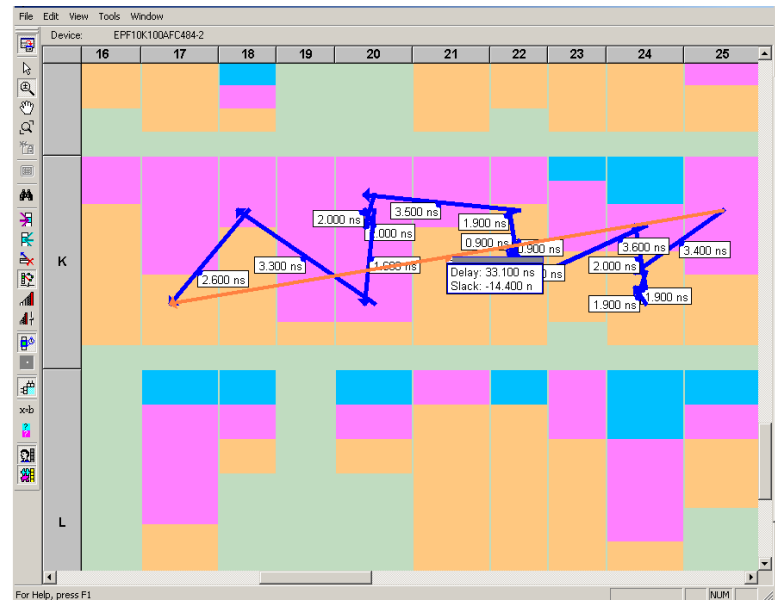 File Edit View Tools Window
Device: EPF10K100AFC484-2
16 17 18 19 20 21 22 23 24 25
K
2.000 ns
3.500 ns
1.900 ns
.000 ns
0.900 ns
0.900 ns
3.600 ns
3.400 ns
2.600 ns
3.300 ns
2.000 ns
Delay: 33.100 ns
Slack: -14.400 n
1.900 ns
1.900 ns
x=b
L
For Help, press F1
NUM